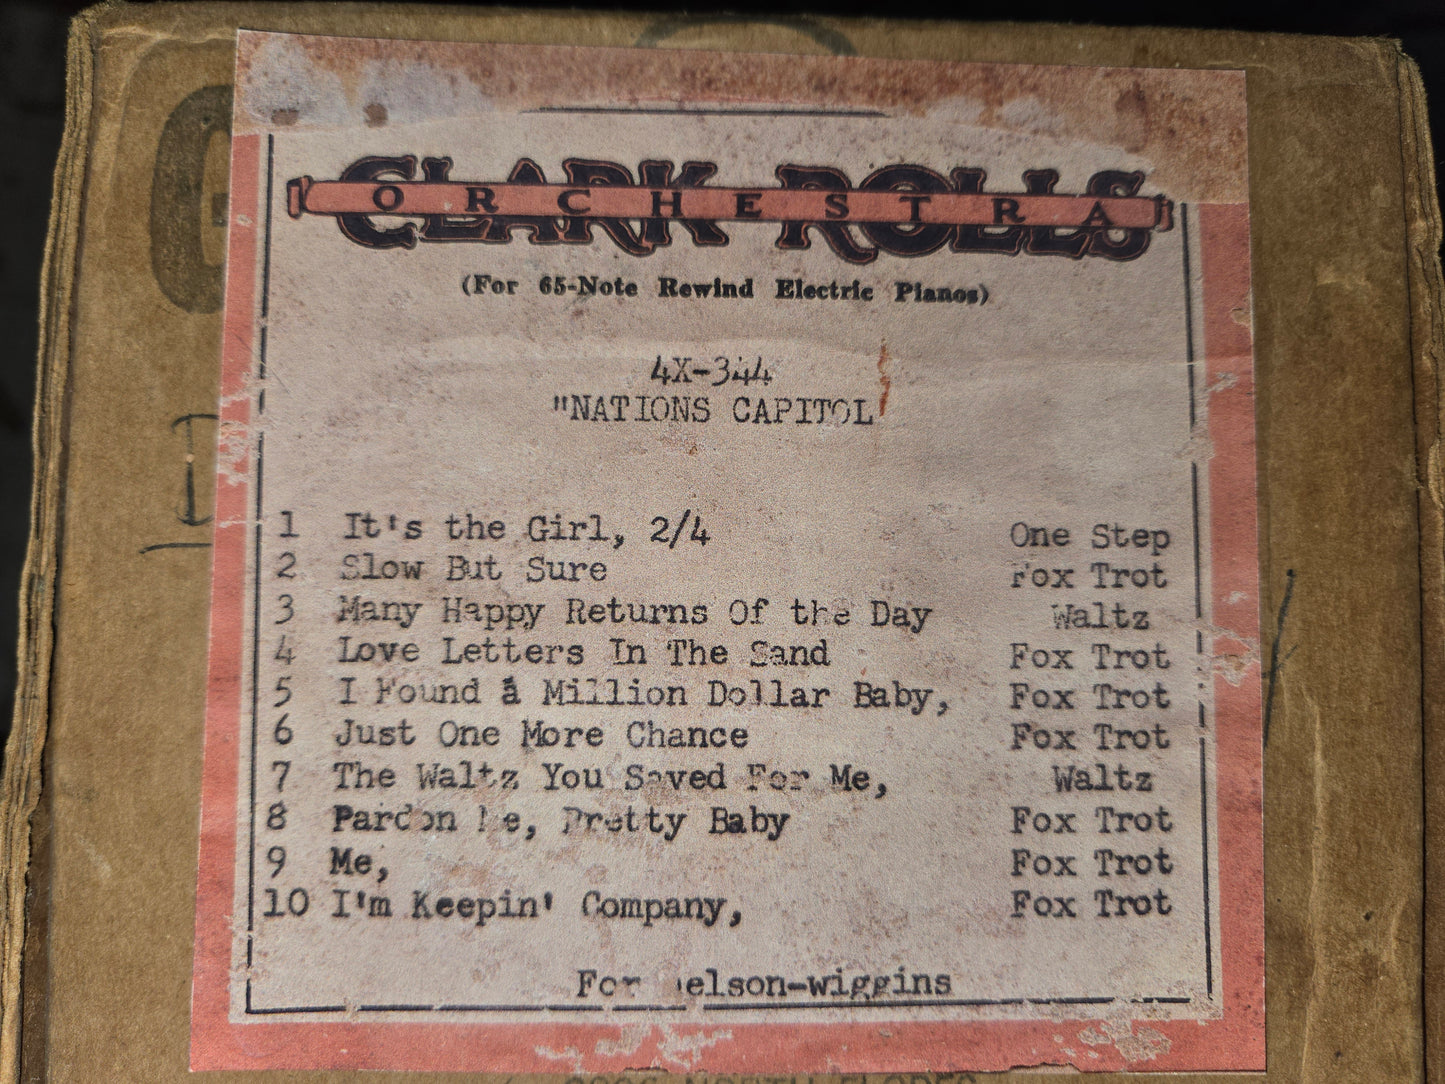 CLARK ROLLS
ORCHESTRA
(For 65-Note Rewind Electric Pianos)
4X-344
"NATIONS CAPITOL"
1 It's the Girl, 2/4 One Step
2 Slow But Sure Fox Trot
3 Many Happy Returns Of the Day Waltz
4 Love Letters In The Sand Fox Trot
5 I Found a Million Dollar Baby, Fox Trot
6 Just One More Chance Fox Trot
7 The Waltz You Saved For Me, Waltz
8 Pardon Me, Pretty Baby Fox Trot
9 Me, Fox Trot
10 I'm Keepin' Company, Fox Trot
For nelson-wiggins